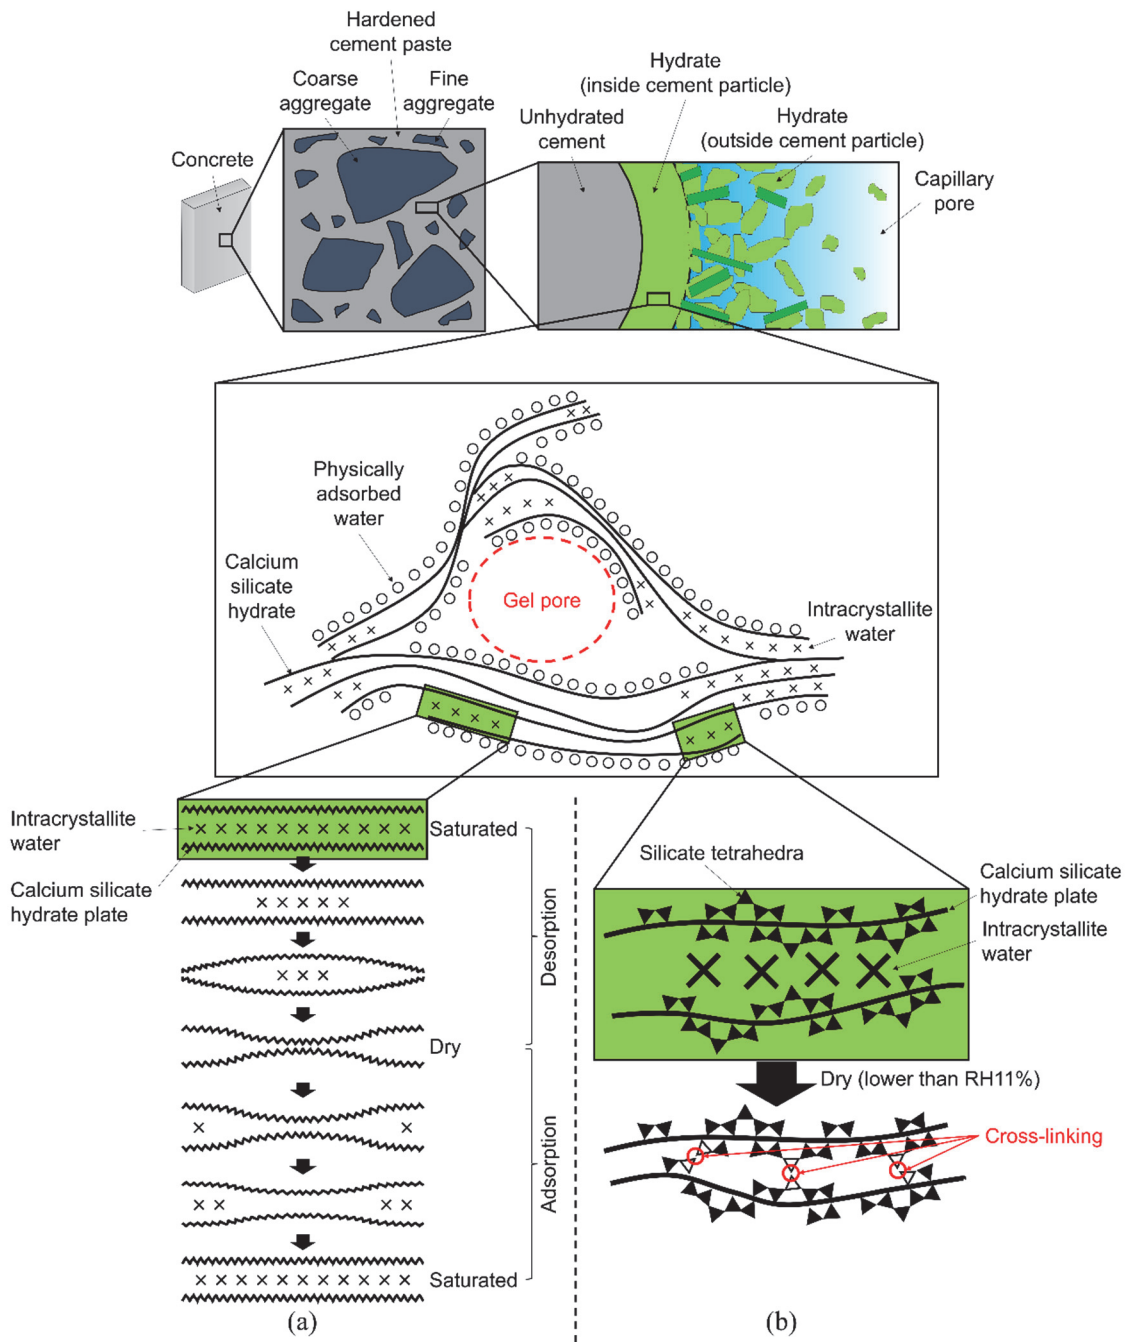 Hardened
cement paste
Coarse
aggregate
Fine
aggregate
Concrete
Hydrate
(inside cement particle)
Unhydrated
cement
Hydrate
(outside cement particle)
Capillary
pore
Physically
adsorbed
water
Calcium
silicate
hydrate
Gel pore
Intracrystallite
water
Intracrystallite
water
Calcium silicate
hydrate plate
Saturated
Desorption
Dry
Adsorption
Saturated
(a)
Silicate tetrahedra
Calcium silicate
hydrate plate
Intracrystallite
water
Dry (lower than RH11%)
Cross-linking
(b)